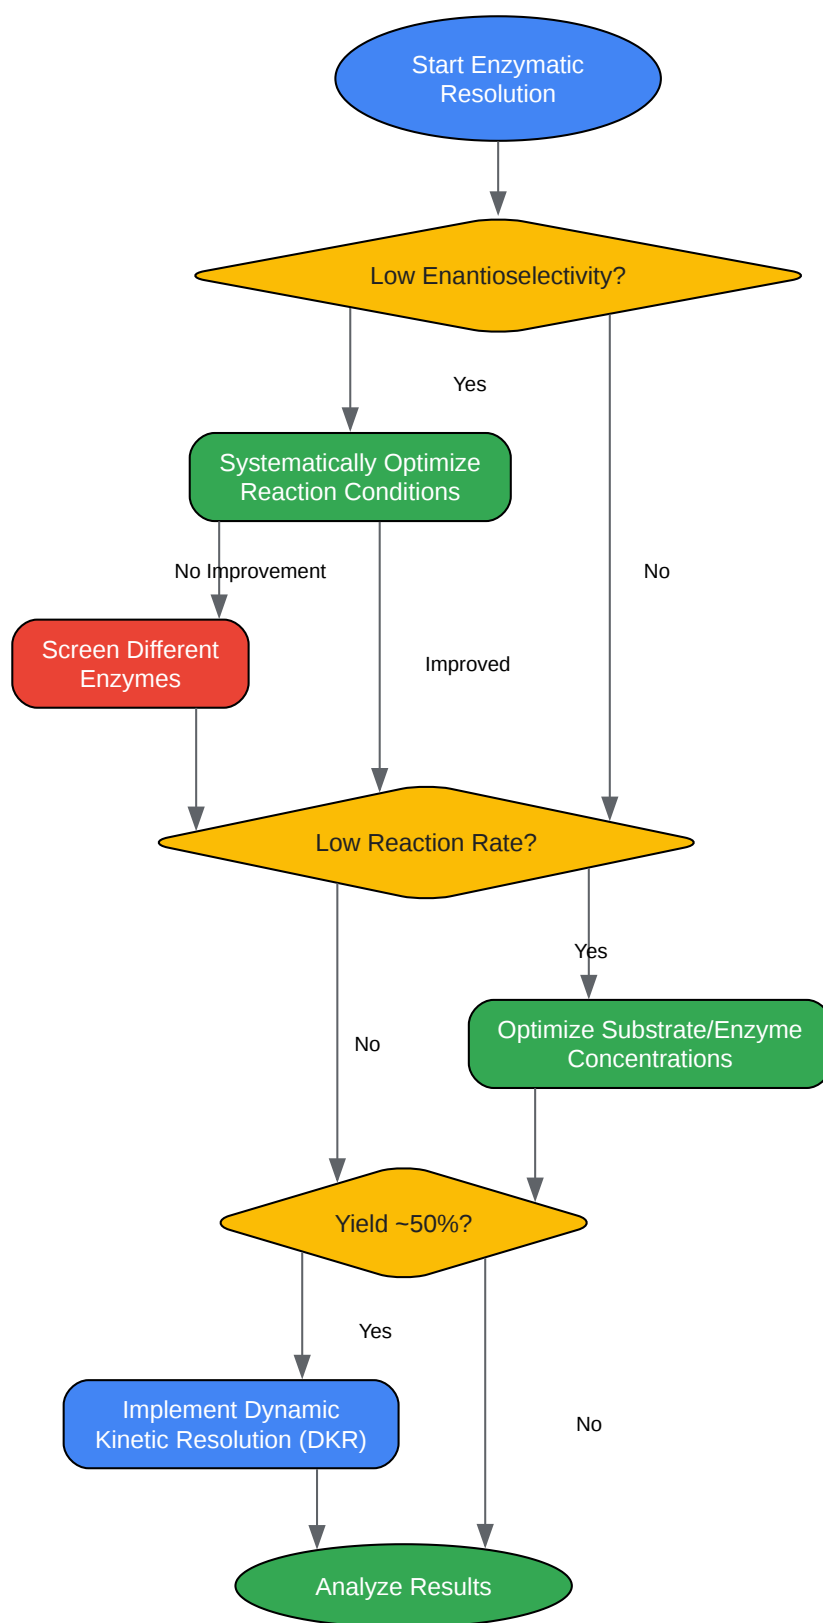 Start Enzymatic
Resolution
Low Enantioselectivity?
Yes
Systematically Optimize
Reaction Conditions
No Improvement
No
Screen Different
Enzymes
Improved
Low Reaction Rate?
Yes
Optimize Substrate/Enzyme
Concentrations
No
Yield ~50%?
Yes
Implement Dynamic
Kinetic Resolution (DKR)
No
Analyze Results